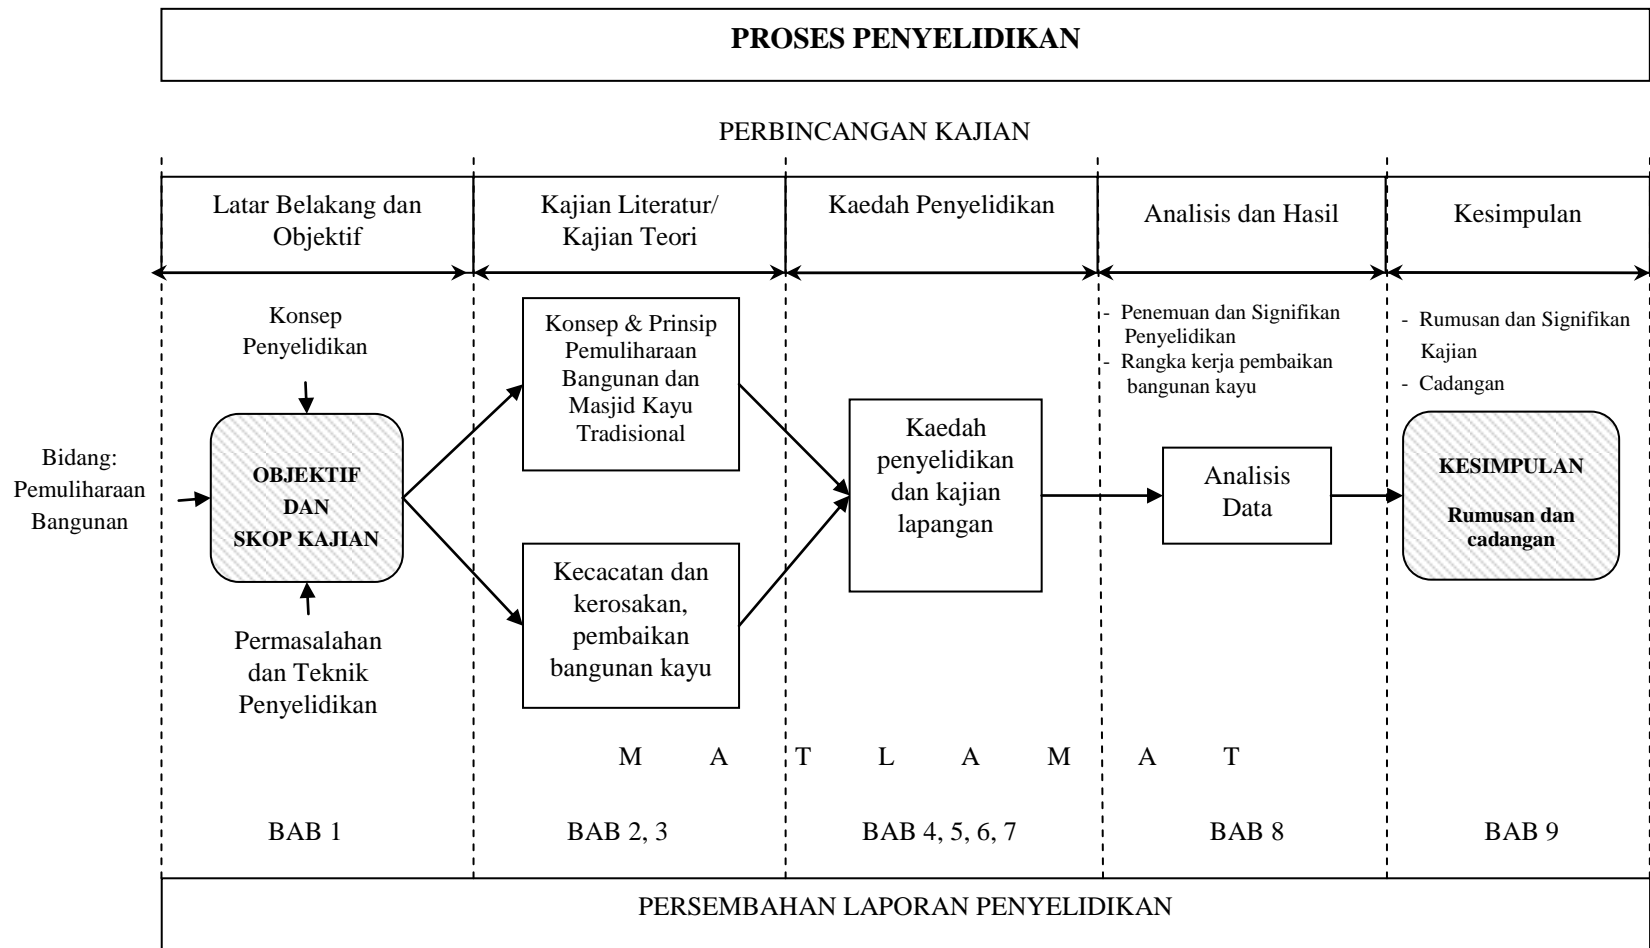 PROSES PENYELIDIKAN
PERBINCANGAN KAJIAN
Latar Belakang dan
Objektif
Kajian Literatur/
Kajian Teori
Kaedah Penyelidikan
Analisis dan Hasil
Kesimpulan
Bidang:
Pemuliharaan
Bangunan
Konsep
Penyelidikan
OBJEKTIF
DAN
SKOP KAJIAN
Permasalahan
dan Teknik
Penyelidikan
Konsep & Prinsip
Pemuliharaan
Bangunan dan
Masjid Kayu
Tradisional
Kecacatan dan
kerosakan,
pembaikan
bangunan kayu
Kaedah
penyelidikan
dan kajian
lapangan
- Penemuan dan Signifikan
Penyelidikan
- Rangka kerja pembaikan
bangunan kayu
Analisis
Data
- Rumusan dan Signifikan
Kajian
- Cadangan
KESIMPULAN
Rumusan dan
cadangan
M A T L A M A T
BAB 1
BAB 2, 3
BAB 4, 5, 6, 7
BAB 8
BAB 9
PERSEMBAHAN LAPORAN PENYELIDIKAN